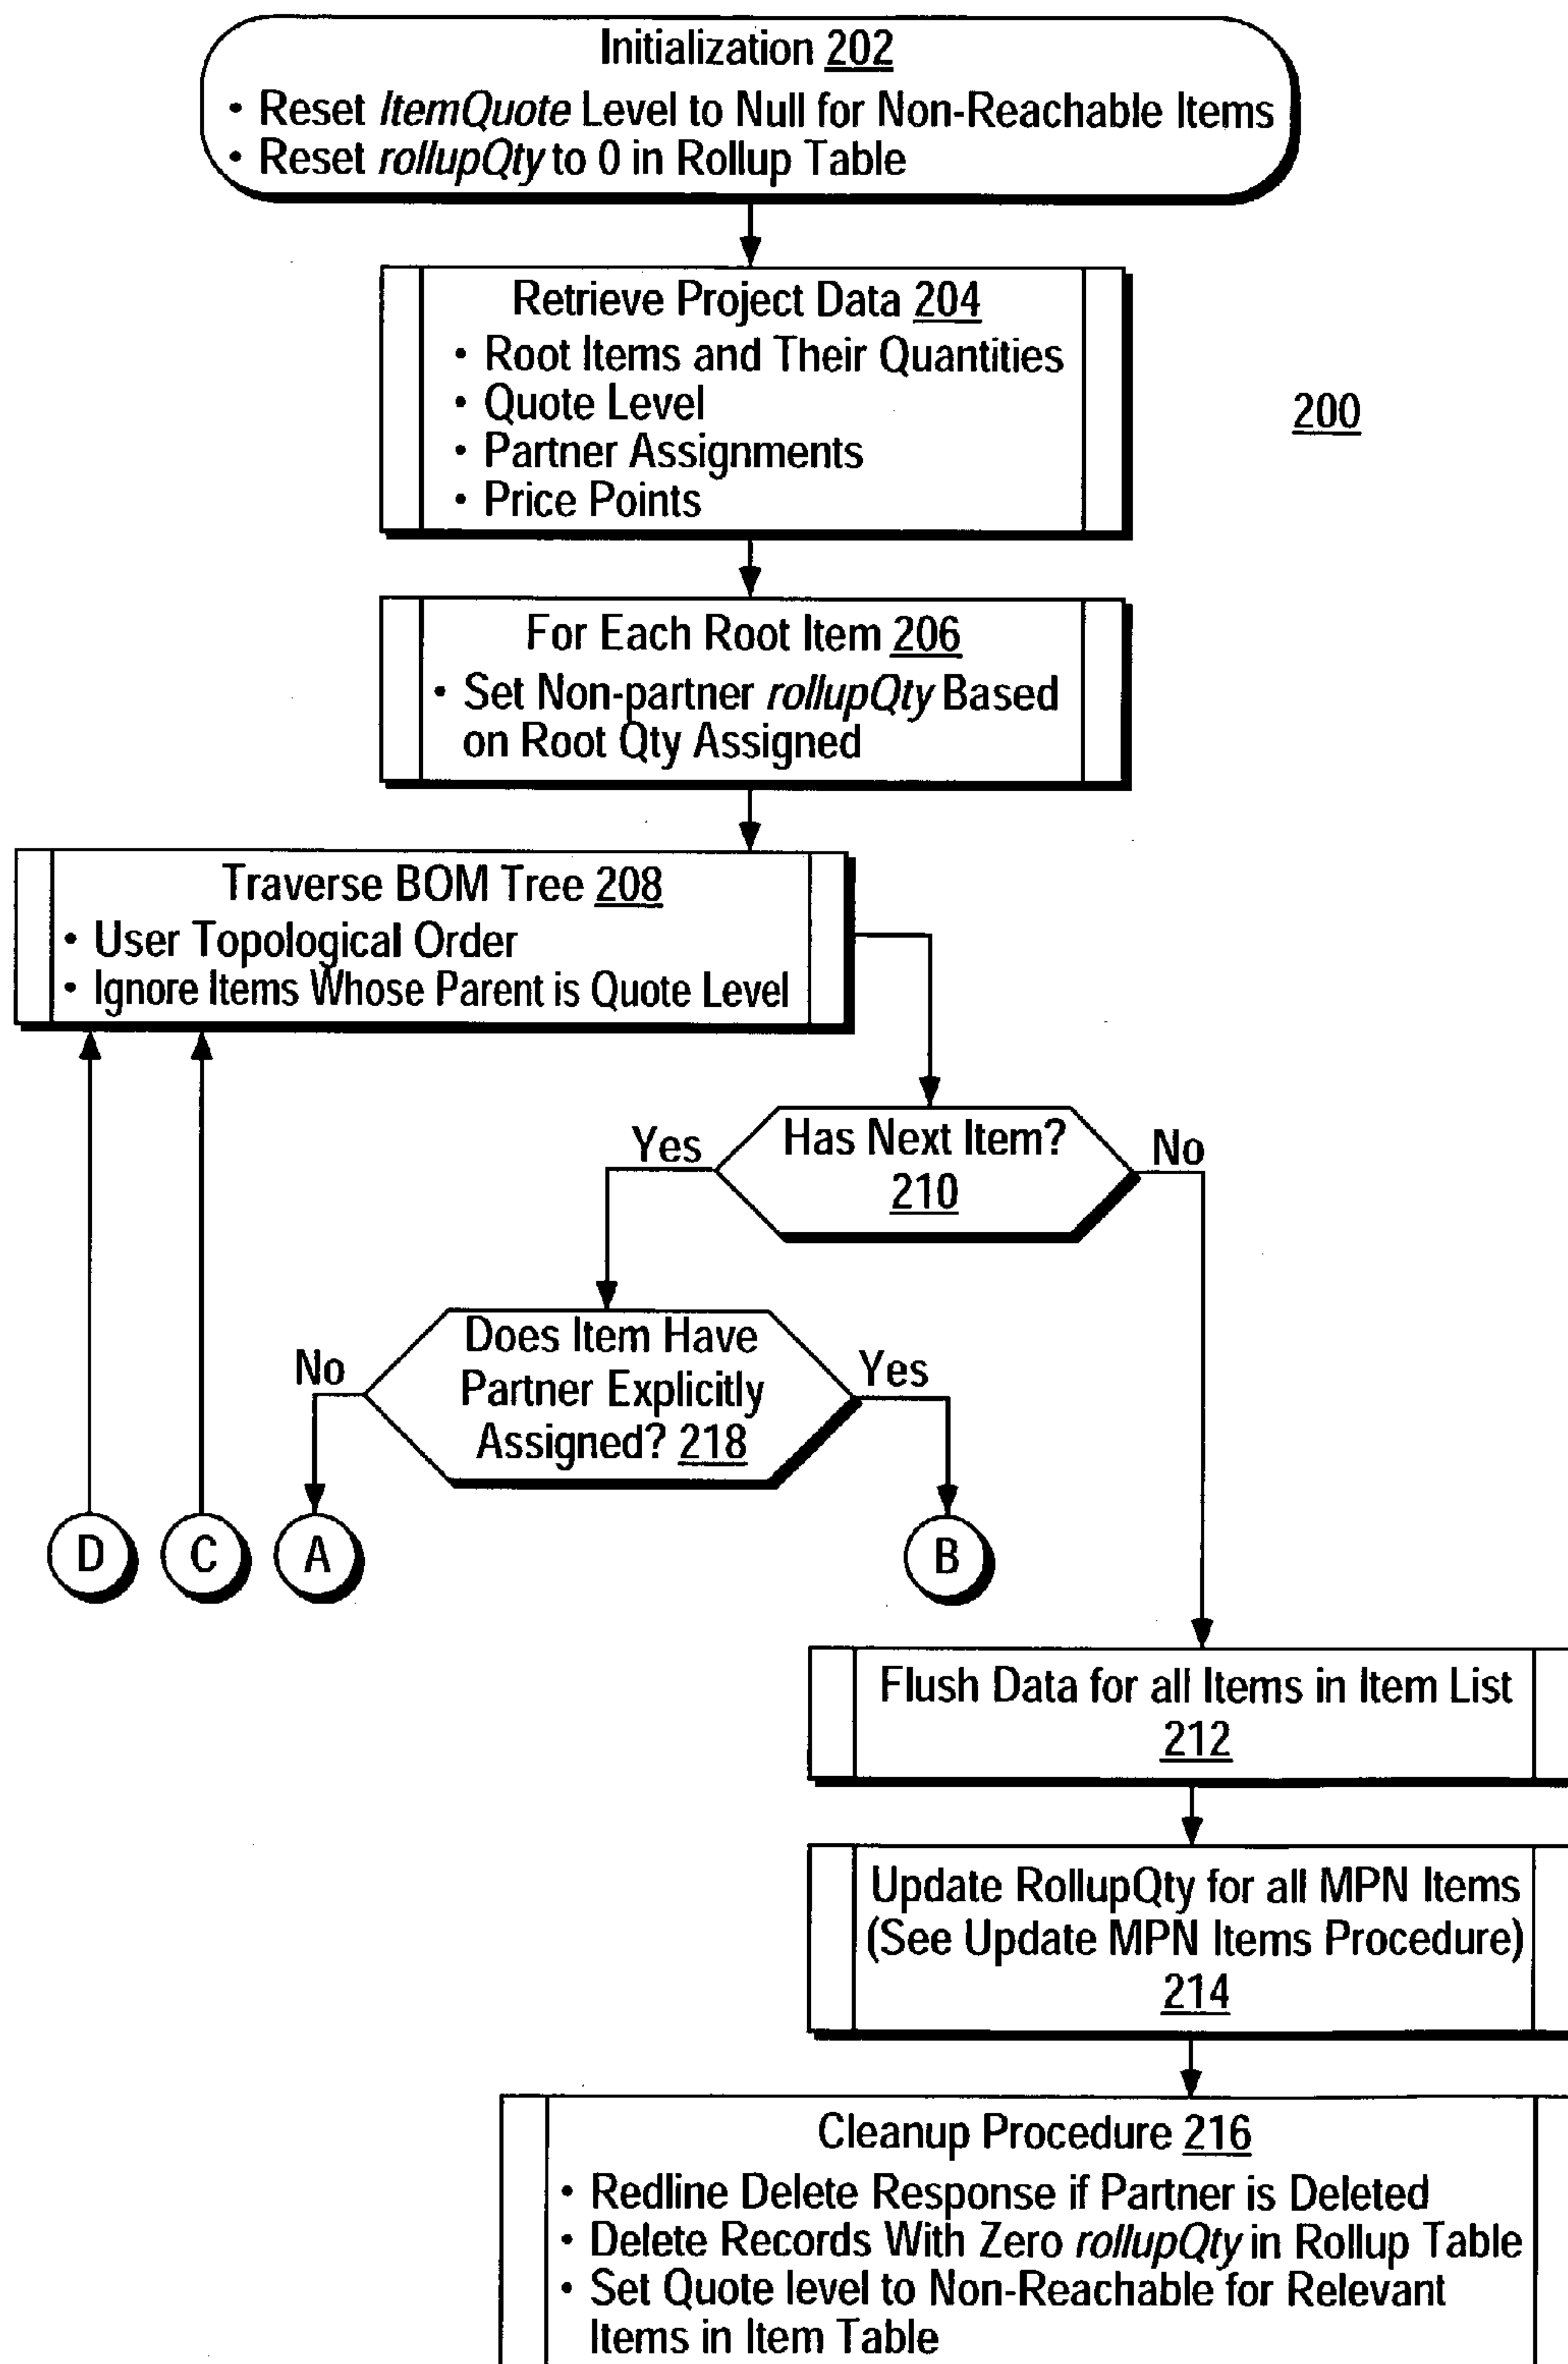 Initialization 202
• Reset ItemQuote Level to Null for Non-Reachable Items
• Reset rollupQty to 0 in Rollup Table
Retrieve Project Data 204
• Root Items and Their Quantities
• Quote Level
• Partner Assignments
• Price Points
200
For Each Root Item 206
• Set Non-partner rollupQty Based
on Root Qty Assigned
Traverse BOM Tree 208
• User Topological Order
• Ignore Items Whose Parent is Quote Level
Has Next Item?
210
Yes
No
Does Item Have
Partner Explicitly
Assigned? 218
No
Yes
D
C
A
B
Flush Data for all Items in Item List
212
Update RollupQty for all MPN Items
(See Update MPN Items Procedure)
214
Cleanup Procedure 216
• Redline Delete Response if Partner is Deleted
• Delete Records With Zero rollupQty in Rollup Table
• Set Quote level to Non-Reachable for Relevant
Items in Item Table